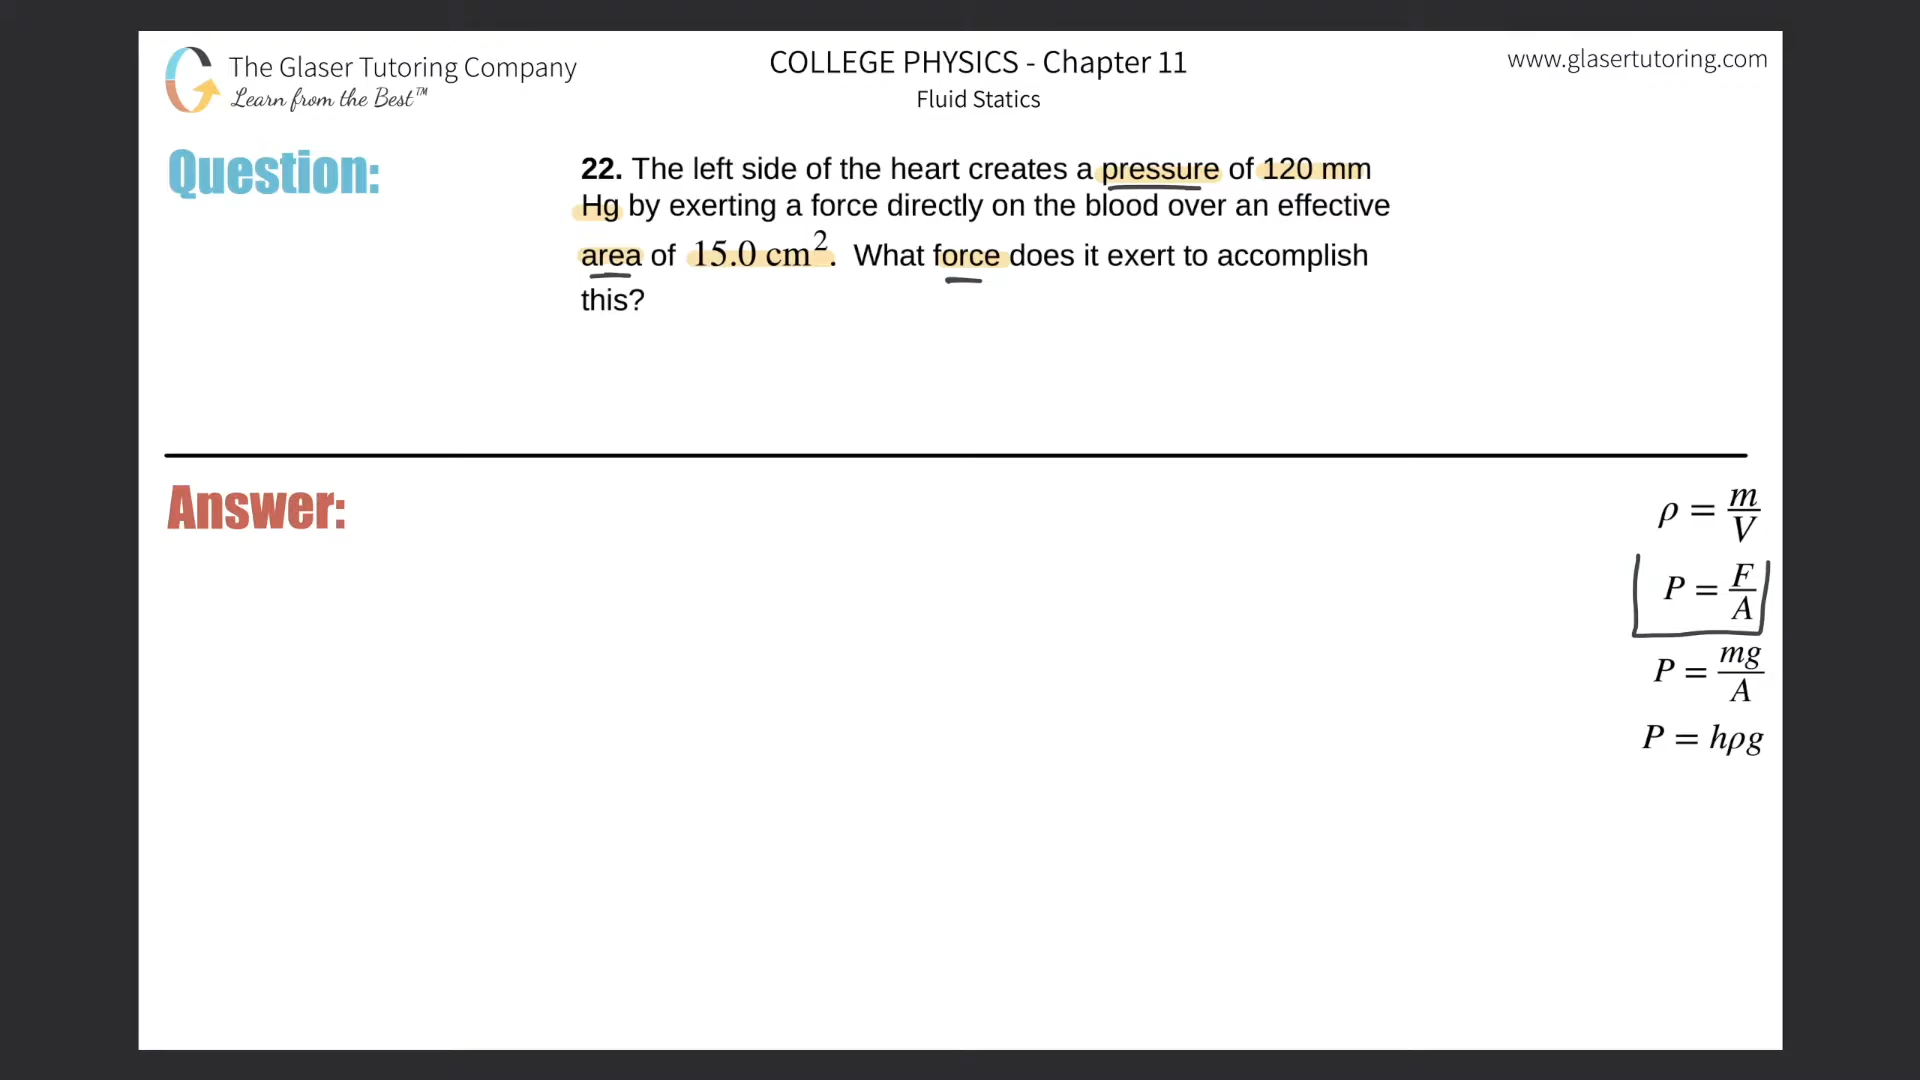 The Glaser Tutoring Company
Learn from the Best™
COLLEGE PHYSICS - Chapter 11
Fluid Statics
www.glasertutoring.com
Question:
22. The left side of the heart creates a pressure of 120 mm
Hg by exerting a force directly on the blood over an effective
area of 15.0 cm². What force does it exert to accomplish
this?
Answer:
ρ = m/V
P = F/A
P = mg/A
P = hρg